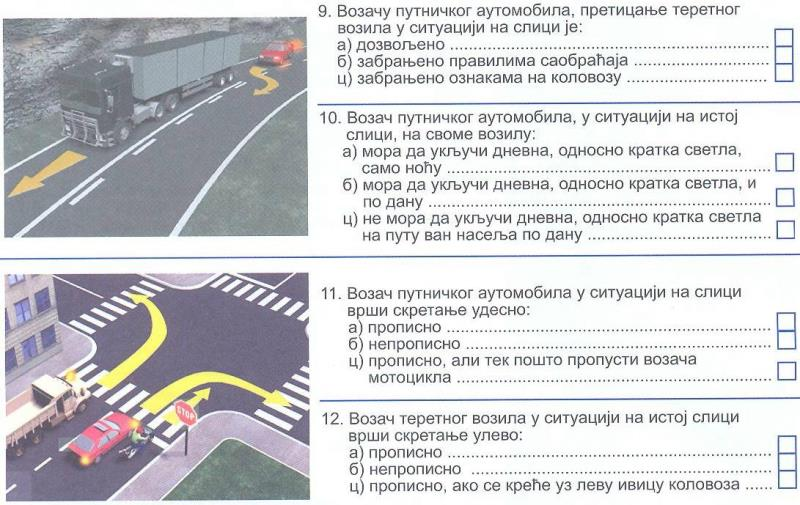 9. Возачу путничког аутомобила, претицање теретног
возила у ситуацији на слици је:
а) дозвољено
б) забрањено правилима саобраћаја
ц) забрањено ознакама на коловозу
10. Возач путничког аутомобила, у ситуацији на истој
слици, на своме возилу:
а) мора да укључи дневна, односно кратка светла,
само ноћу
б) мора да укључи дневна, односно кратка светла, и
по дану
ц) не мора да укључи дневна, односно кратка светла
на путу ван насеља по дану
STOP
11. Возач путничког аутомобила у ситуацији на слици
врши скретање удесно:
а) прописно
б) непрописно
ц) прописно, али тек пошто пропусти возача
мотоцикла
12. Возач теретног возила у ситуацији на истој слици
врши скретање улево:
а) прописно
б) непрописно
ц) прописно, ако се креће уз леву ивицу коловоза